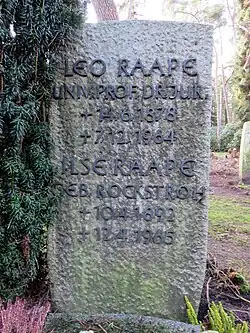 LEO RAAPE
UNIV. PROF. DR. JUR.
* 14.6.1878
+ 7.12.1964
ILSE RAAPE
GEB. ROCKSTROH
* 10.4.1892
+ 12.4.1985